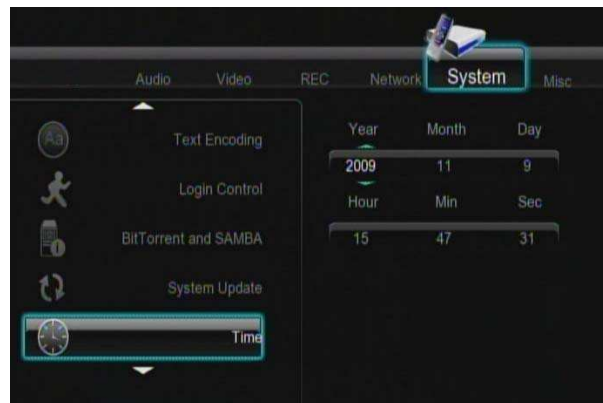 Audio Video REC Network System Misc
Aa
Text Encoding
Login Control
BitTorrent and SAMBA
System Update
Time
Year Month Day
2009 11 9
Hour Min Sec
15 47 31